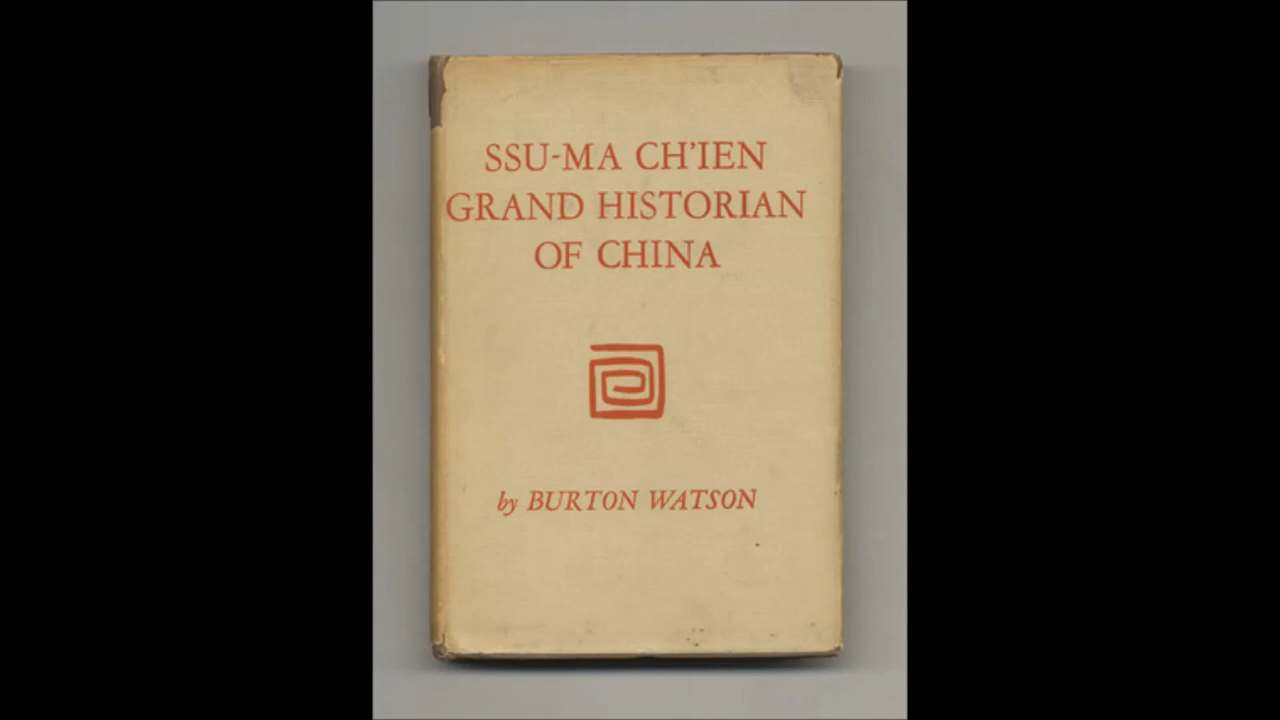 SSU-MA CH'IEN
GRAND HISTORIAN
OF CHINA
by BURTON WATSON